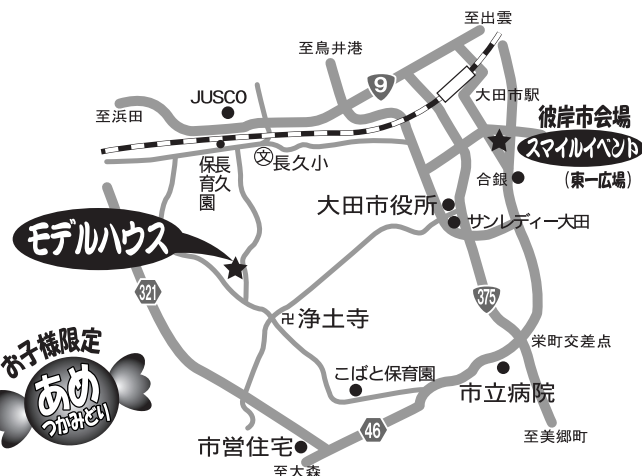 至出雲
至鳥井港
9
大田市駅
JUSCO
至浜田
彼岸市会場
スマイルイベント
(東一広場)
文
長久小
長久
保育園
合銀
大田市役所
サンレディー大田
モデルハウス
321
375
卍浄土寺
お子様限定
あめ
つかみどり
栄町交差点
こばと保育園
市立病院
46
市営住宅
至大森
至美郷町